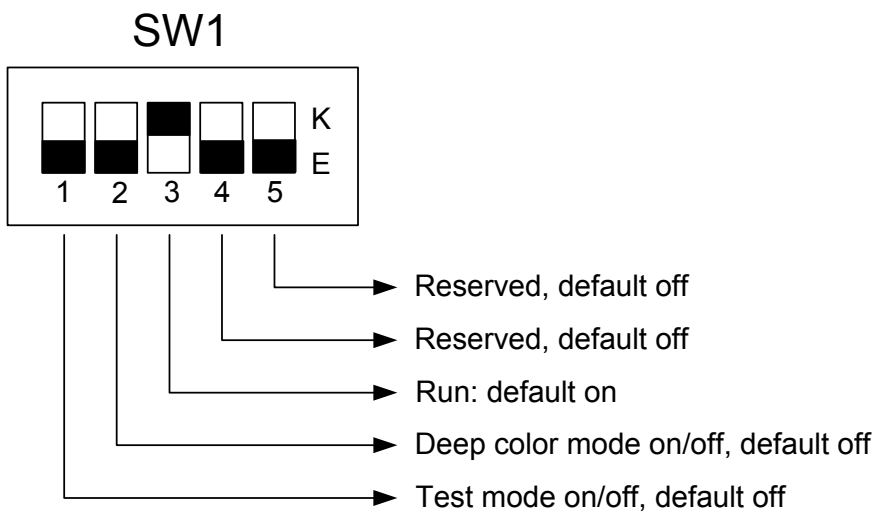 SW1
K
E
1 2 3 4 5
Reserved, default off
Reserved, default off
Run: default on
Deep color mode on/off, default off
Test mode on/off, default off